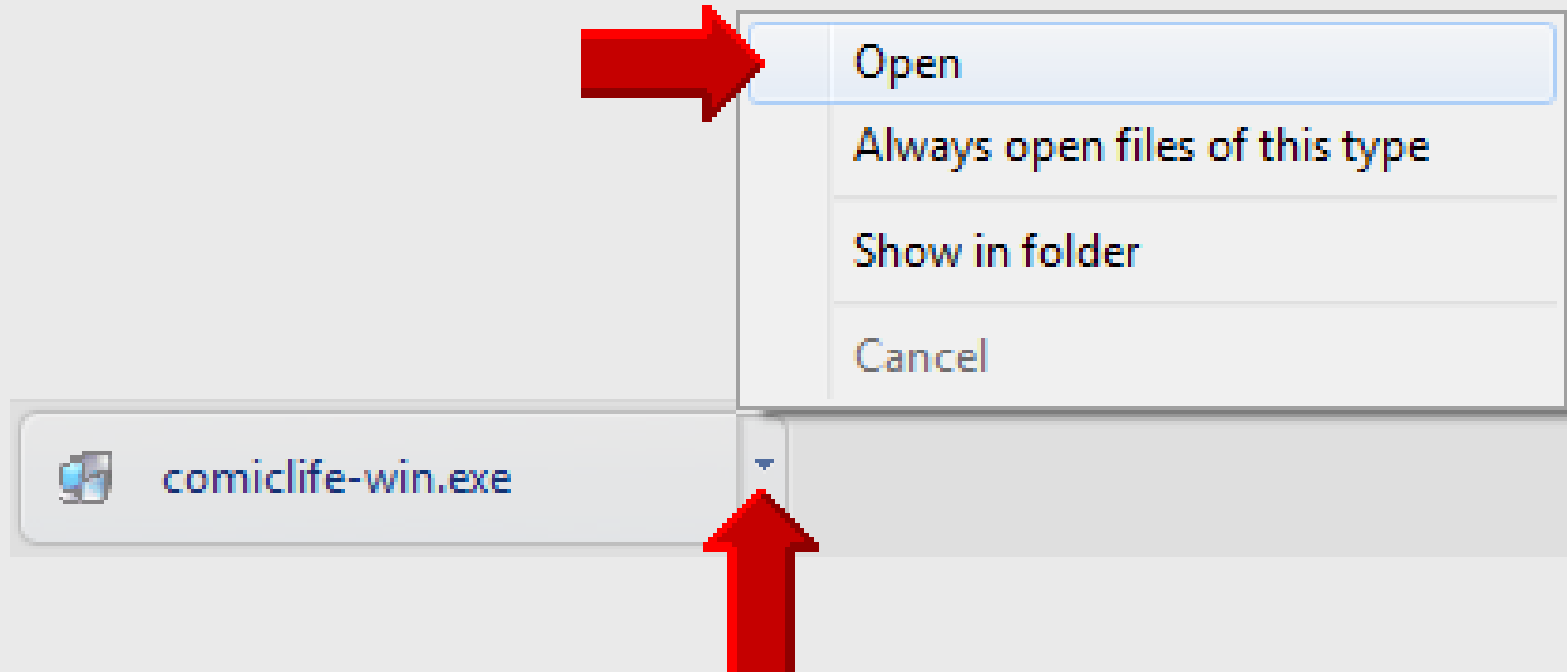 Open
Always open files of this type
Show in folder
Cancel
comiclife-win.exe